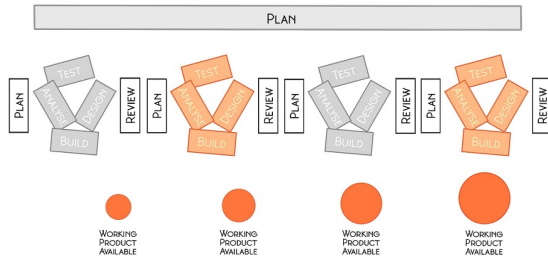 PLAN
PLAN
TEST
ANALYSE
DESIGN
BUILD
REVIEW
PLAN
TEST
ANALYSE
DESIGN
BUILD
REVIEW
PLAN
TEST
ANALYSE
DESIGN
BUILD
REVIEW
PLAN
TEST
ANALYSE
DESIGN
BUILD
REVIEW
WORKING
PRODUCT
AVAILABLE
WORKING
PRODUCT
AVAILABLE
WORKING
PRODUCT
AVAILABLE
WORKING
PRODUCT
AVAILABLE